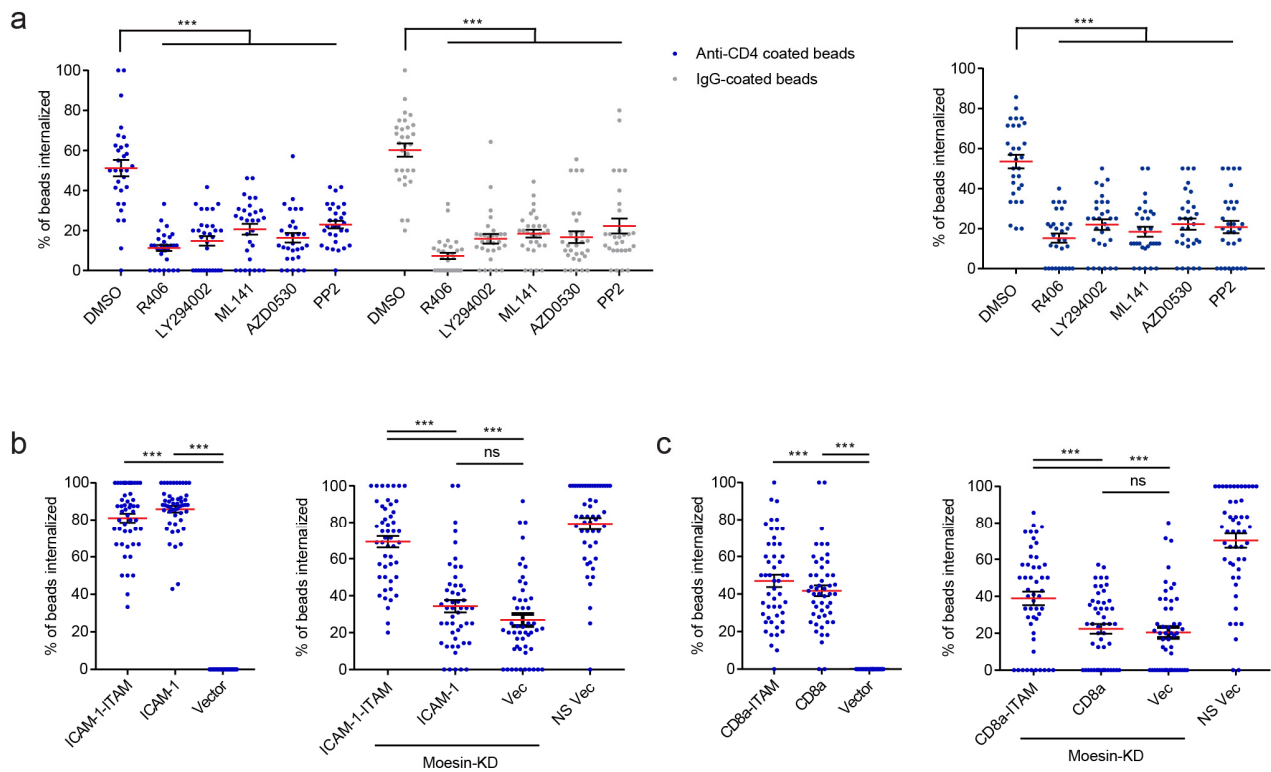 a
***
***
***
Anti-CD4 coated beads
IgG-coated beads
% of beads internalized
100
80
60
40
20
0
DMSO
R406
LY294002
ML141
AZD0530
PP2
DMSO
R406
LY294002
ML141
AZD0530
PP2
% of beads internalized
100
80
60
40
20
0
DMSO
R406
LY294002
ML141
AZD0530
PP2
b
***
***
% of beads internalized
100
80
60
40
20
0
ICAM-1-ITAM
ICAM-1
Vector
***
***
ns
% of beads internalized
100
80
60
40
20
0
ICAM-1-ITAM
ICAM-1
Vec
NS Vec
Moesin-KD
c
***
***
% of beads internalized
100
80
60
40
20
0
CD8a-ITAM
CD8a
Vector
***
***
ns
% of beads internalized
100
80
60
40
20
0
CD8a-ITAM
CD8a
Vec
NS Vec
Moesin-KD